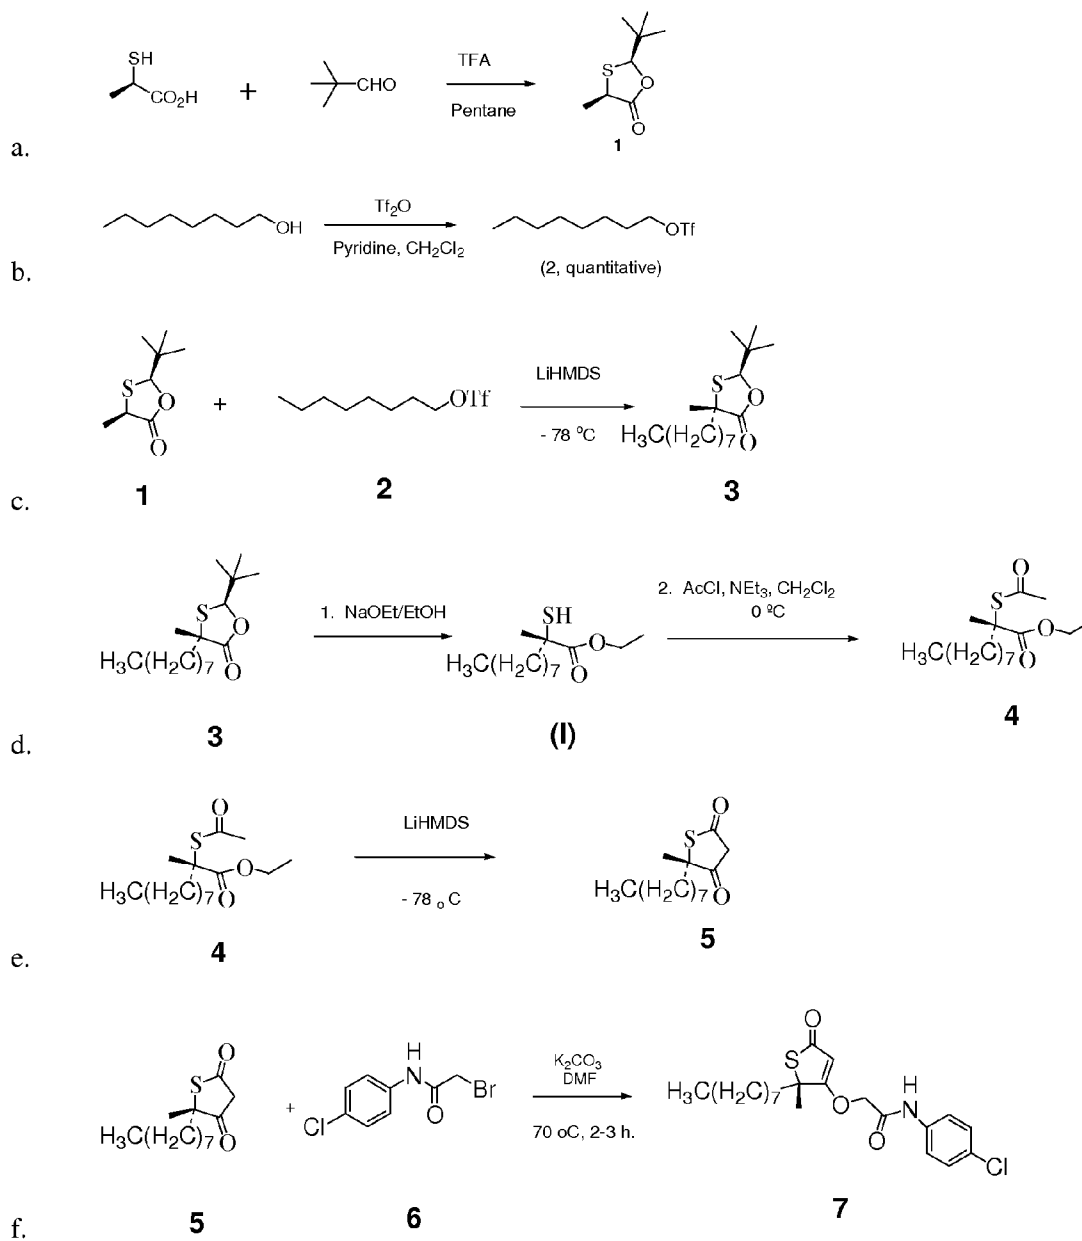 SH
CO₂H
+
CHO
TFA
Pentane
S
O
O
1
a.
OH
Tf₂O
Pyridine, CH₂Cl₂
OTf
(2, quantitative)
b.
S
O
O
1
+
OTf
2
LiHMDS
- 78 °C
S
O
H₃C(H₂C)₇
O
3
c.
S
O
H₃C(H₂C)₇
O
3
1. NaOEt/EtOH
SH
O
H₃C(H₂C)₇
O
(I)
2. AcCl, NEt₃, CH₂Cl₂
0 ºC
O
S
O
H₃C(H₂C)₇
O
4
d.
O
S
O
H₃C(H₂C)₇
O
4
LiHMDS
- 78 ₒ C
O
S
H₃C(H₂C)₇
O
5
e.
O
S
H₃C(H₂C)₇
O
5
+
H
N
Br
O
Cl
6
K₂CO₃
DMF
70 oC, 2-3 h.
O
S
H₃C(H₂C)₇
O
H
N
O
Cl
7
f.